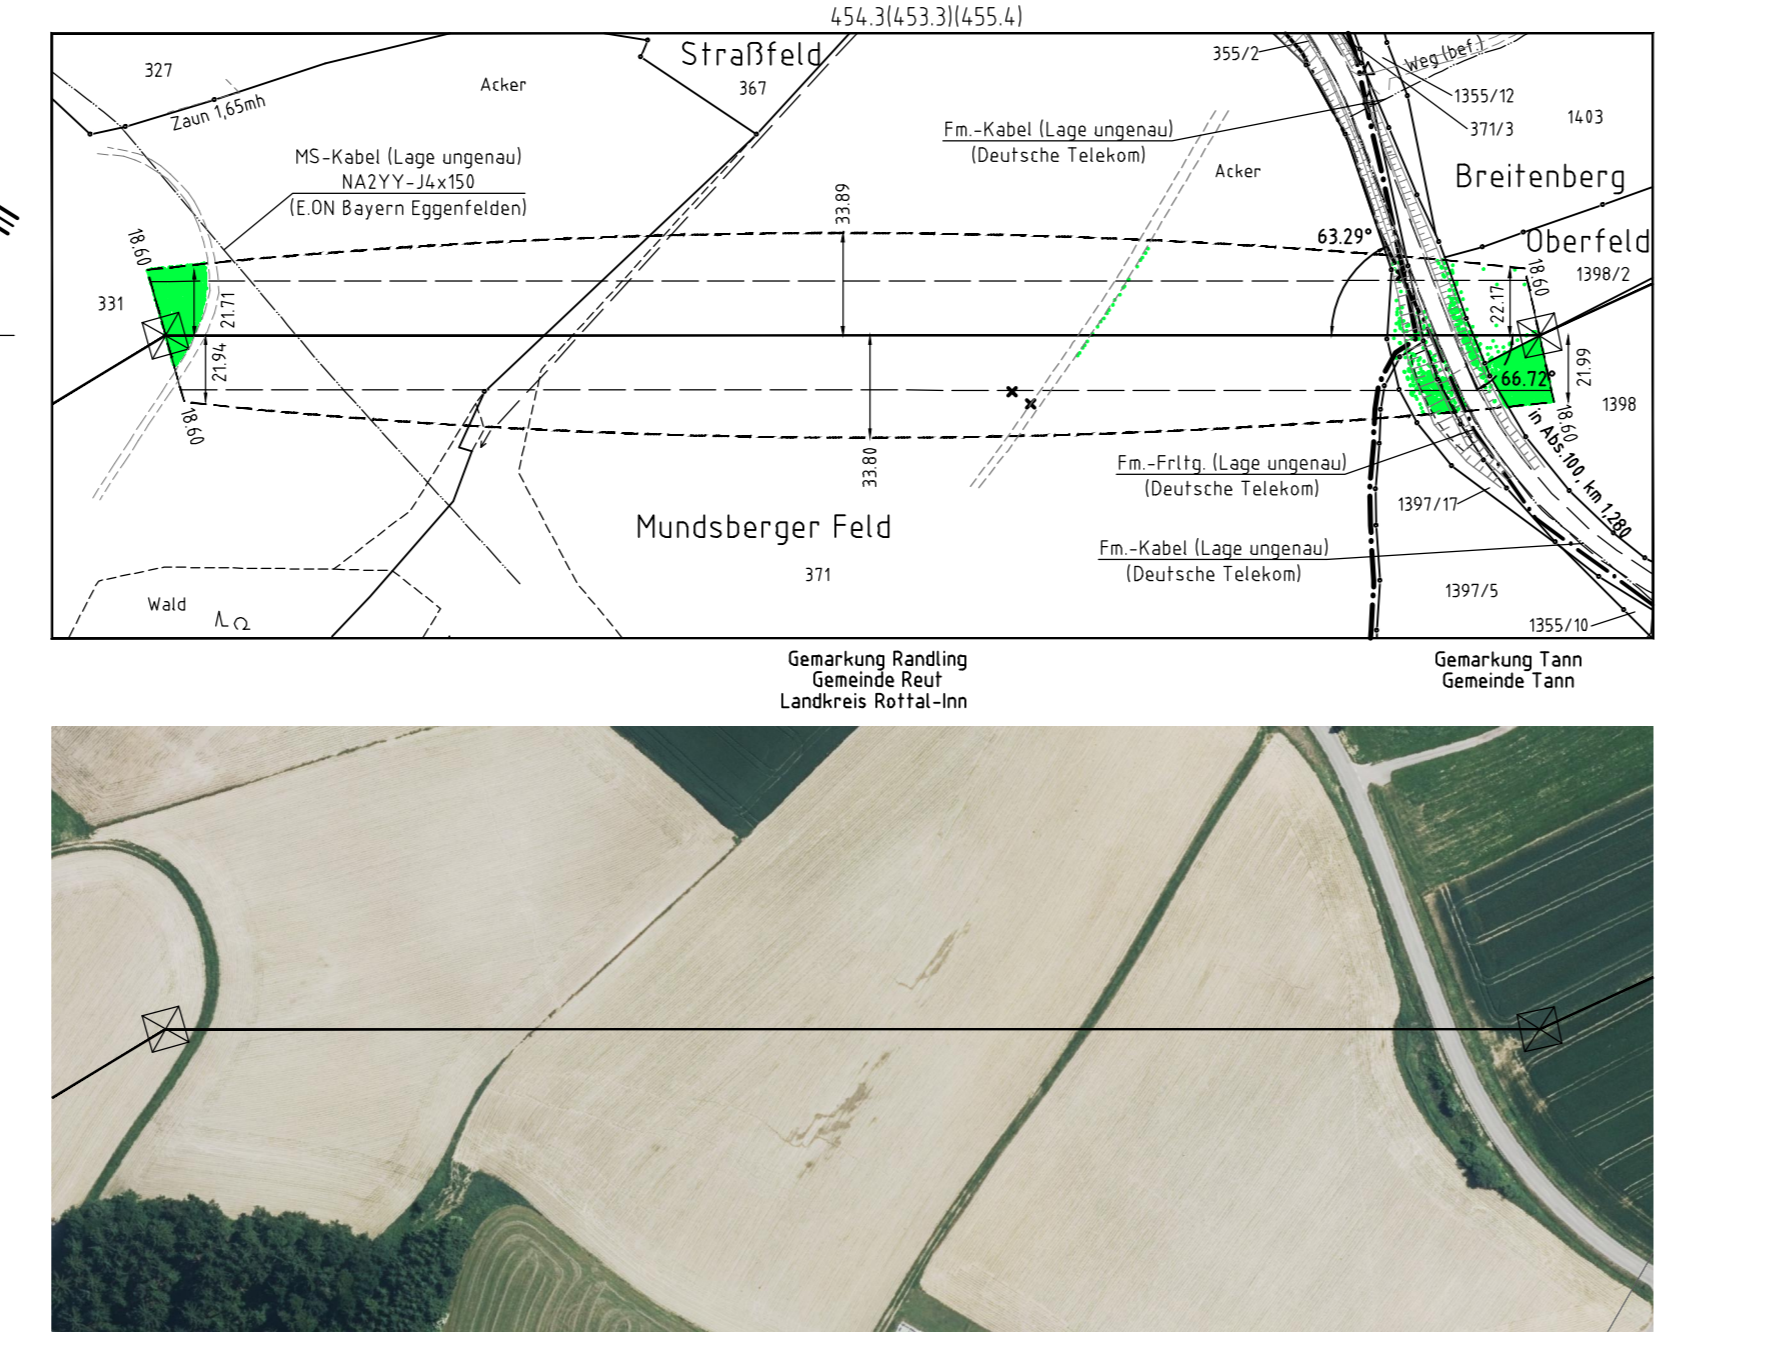 454.3(453.3)(455.4)
Straßfeld
367
327
Acker
Zaun 1,65mh
MS-Kabel (Lage ungenau)
NA2YY-J4x150
(E.ON Bayern Eggenfelden)
Fm.-Kabel (Lage ungenau)
(Deutsche Telekom)
355/2
Weg (bef.)
1355/12
371/3
1403
Acker
Breitenberg
Oberfeld
1398/2
63.29°
33.89
18.60
331
21.71
21.94
18.60
33.80
18.60
22.17
21.99
66.72°
18.60
1398
in Abs.100, km 1,280
Fm.-Frltg. (Lage ungenau)
(Deutsche Telekom)
1397/17
Mundsberger Feld
371
Fm.-Kabel (Lage ungenau)
(Deutsche Telekom)
1397/5
1355/10
Wald
Gemarkung Randling
Gemeinde Reut
Landkreis Rottal-Inn
Gemarkung Tann
Gemeinde Tann